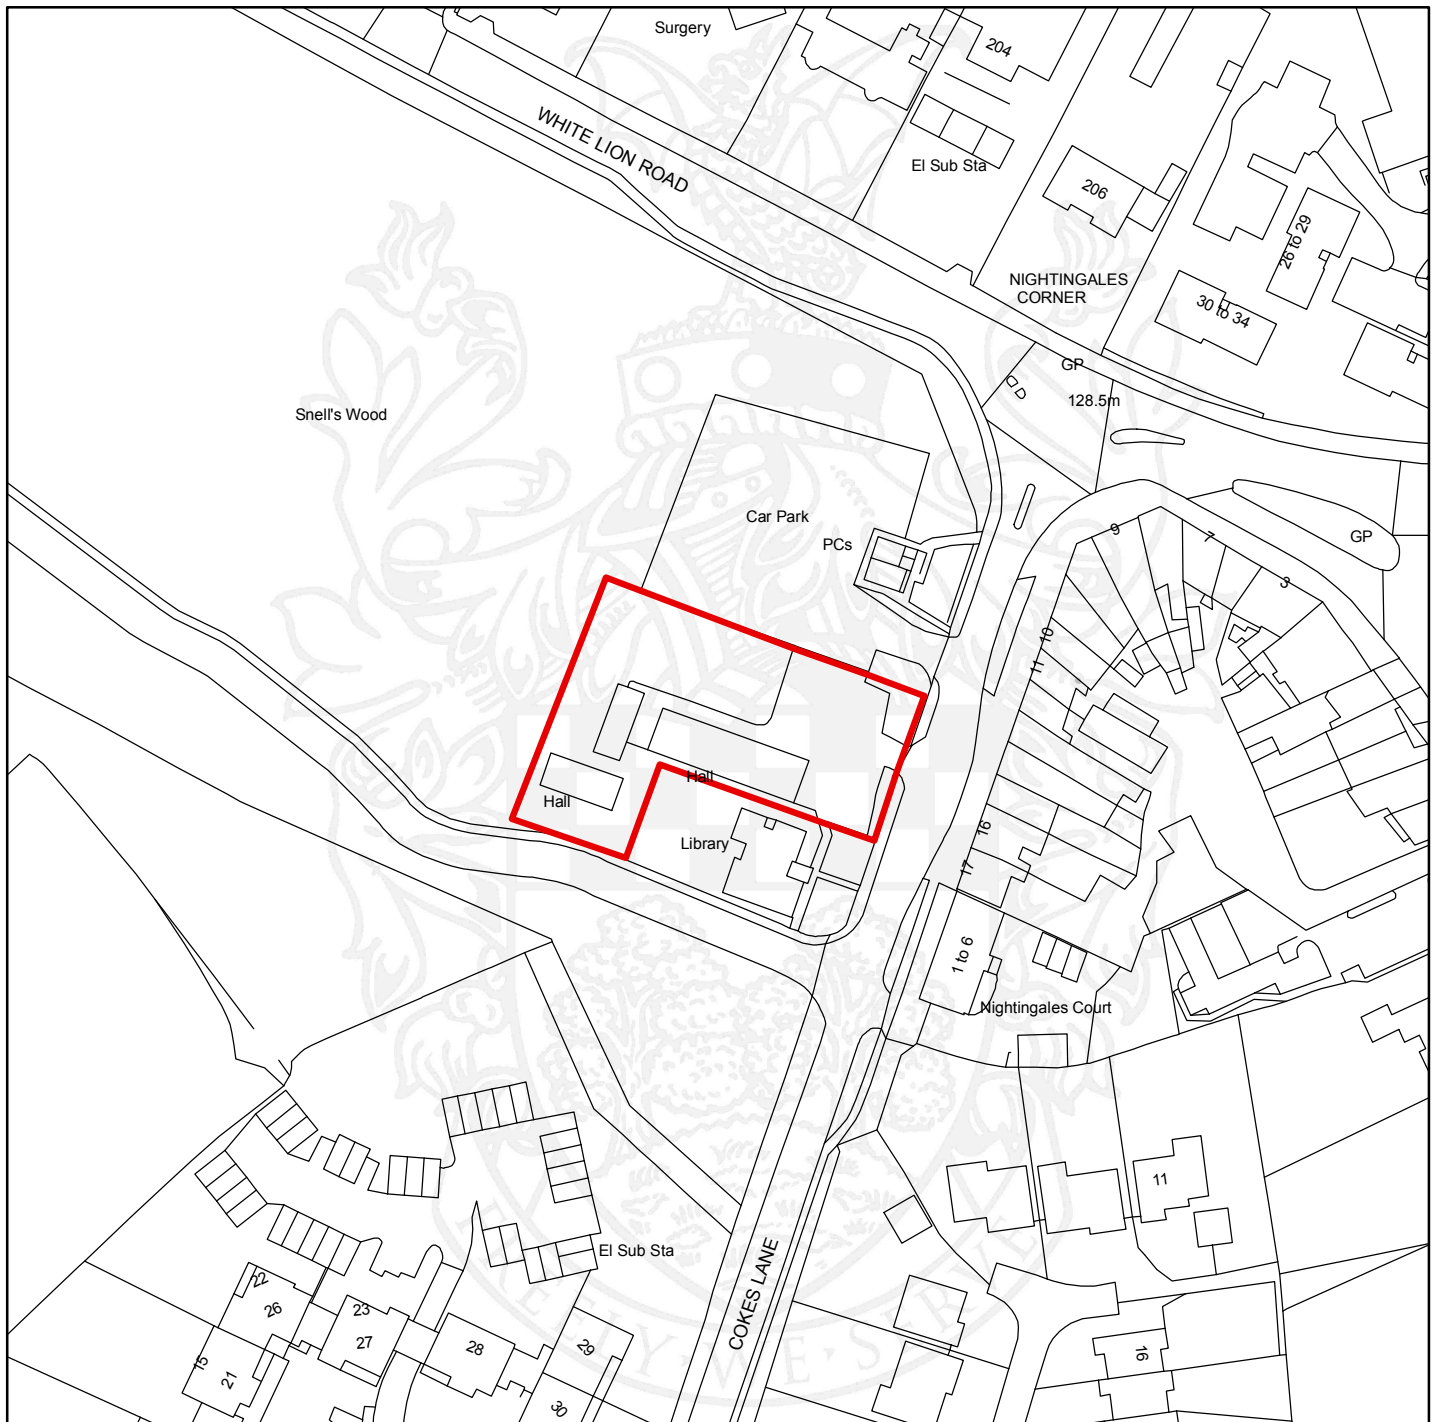 Surgery
204
WHITE LION ROAD
El Sub Sta
206
26 to 29
NIGHTINGALES
CORNER
30 to 34
GP
128.5m
Snell's Wood
Car Park
PCs
9
7
GP
3
10
11
Hall
Hall
Library
16
17
1 to 6
Nightingales Court
11
El Sub Sta
COKES LANE
22
26
23
27
28
29
15
21
30
16
WE · SERVE